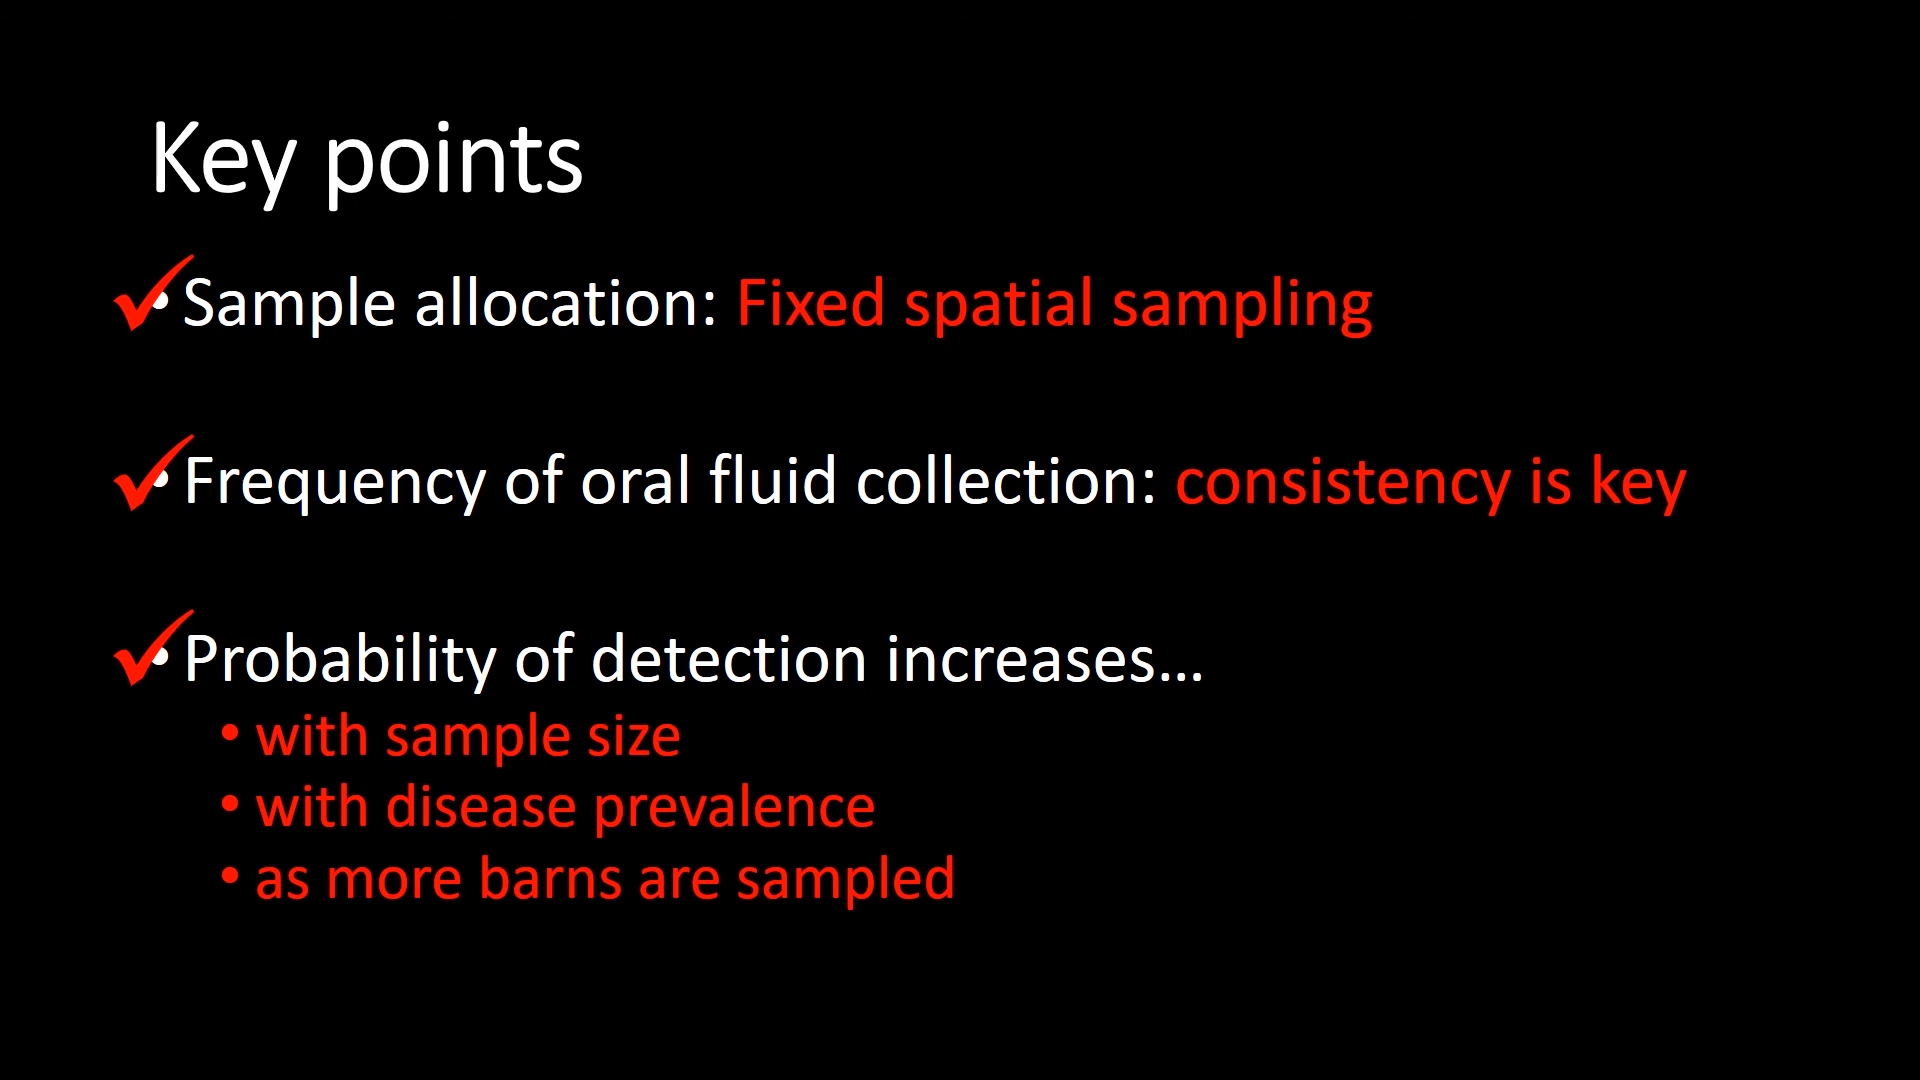 Key points
• Sample allocation: Fixed spatial sampling
• Frequency of oral fluid collection: consistency is key
• Probability of detection increases...
• with sample size
• with disease prevalence
• as more barns are sampled